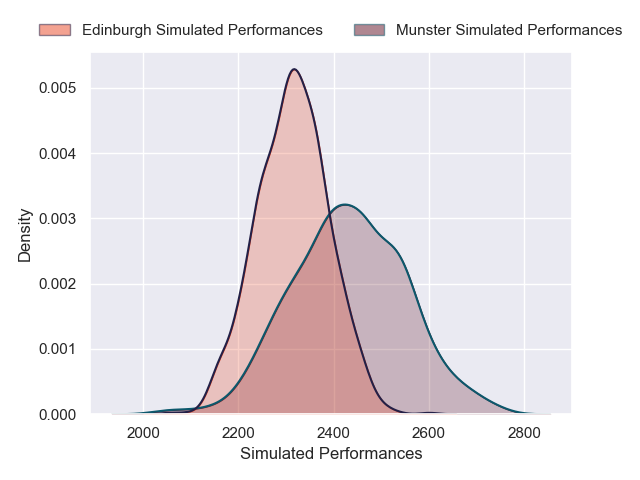 Edinburgh Simulated Performances
Munster Simulated Performances
0.005
0.004
0.003
0.002
0.001
0.000
Density
2000
2200
2400
2600
2800
Simulated Performances